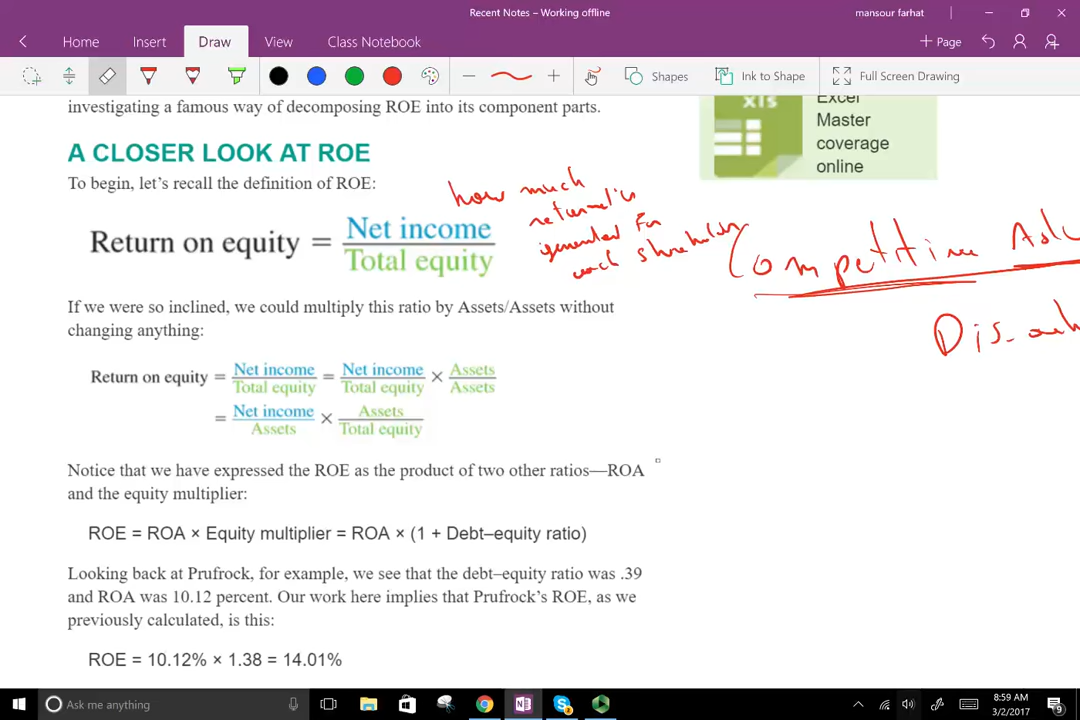 Recent Notes – Working offline
mansour farhat
Home
Insert
Draw
View
Class Notebook
Page
Shapes
Ink to Shape
Full Screen Drawing
investigating a famous way of decomposing ROE into its component parts.
xls
Excel
Master
coverage
online
A CLOSER LOOK AT ROE
To begin, let's recall the definition of ROE:
how much
return is
generated for
each shareholder
Return on equity = Net income
Total equity
Competitive Adv
Dis-adv
If we were so inclined, we could multiply this ratio by Assets/Assets without
changing anything:
Return on equity = Net income / Total equity = Net income / Total equity × Assets / Assets
= Net income / Assets × Assets / Total equity
Notice that we have expressed the ROE as the product of two other ratios—ROA
and the equity multiplier:
ROE = ROA × Equity multiplier = ROA × (1 + Debt–equity ratio)
Looking back at Prufrock, for example, we see that the debt–equity ratio was .39
and ROA was 10.12 percent. Our work here implies that Prufrock's ROE, as we
previously calculated, is this:
ROE = 10.12% × 1.38 = 14.01%
Ask me anything
8:59 AM
3/2/2017